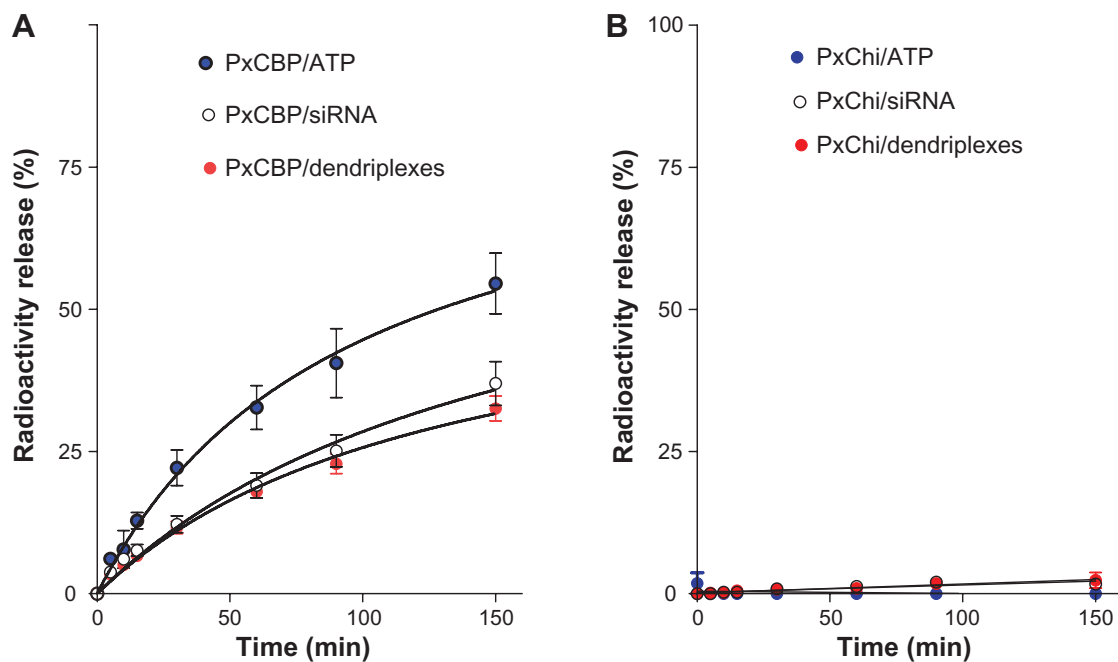 A
PxCBP/ATP
PxCBP/siRNA
PxCBP/dendriplexes
Radioactivity release (%)
75
50
25
0
0 50 100 150
Time (min)
B
PxChi/ATP
PxChi/siRNA
PxChi/dendriplexes
Radioactivity release (%)
100
75
50
25
0
0 50 100 150
Time (min)